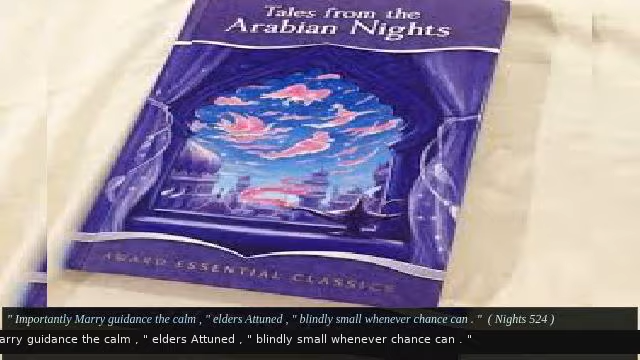 Tales from the
Arabian Nights
AWARD ESSENTIAL CLASSICS
" Importantly Marry guidance the calm , " elders Attuned , " blindly small whenever chance can . " ( Nights 524 )
arry guidance the calm , " elders Attuned , " blindly small whenever chance can . "